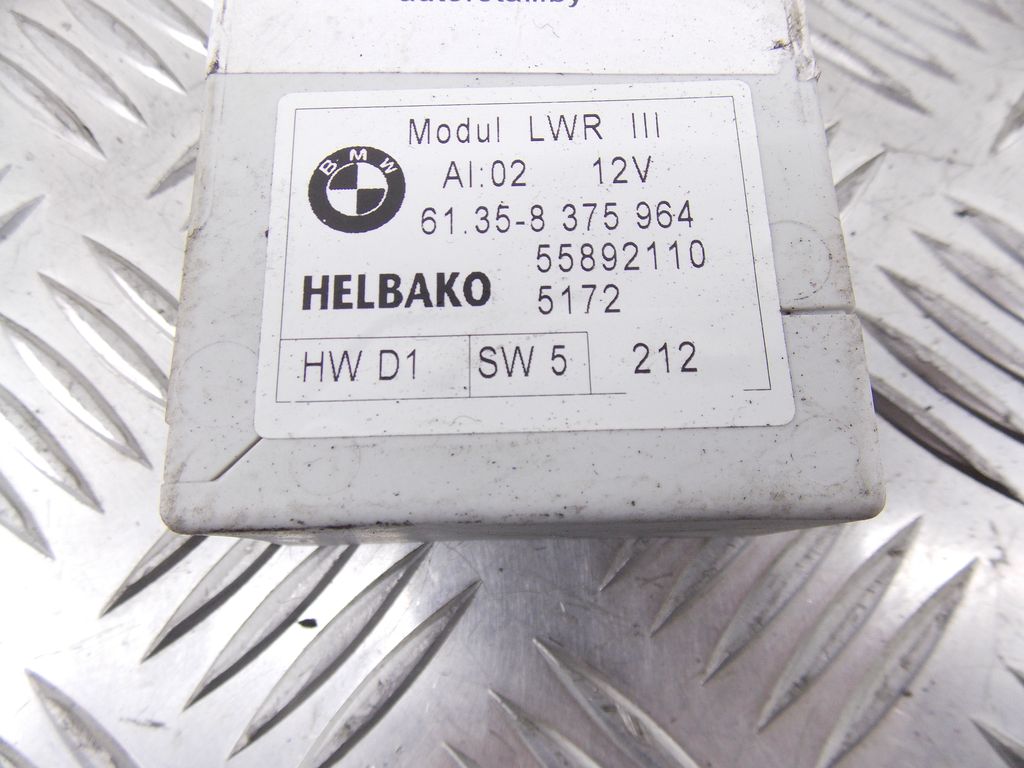 Modul LWR III
BMW
AI:02 12V
61.35-8 375 964
55892110
HELBAKO 5172
HW D1 SW 5 212